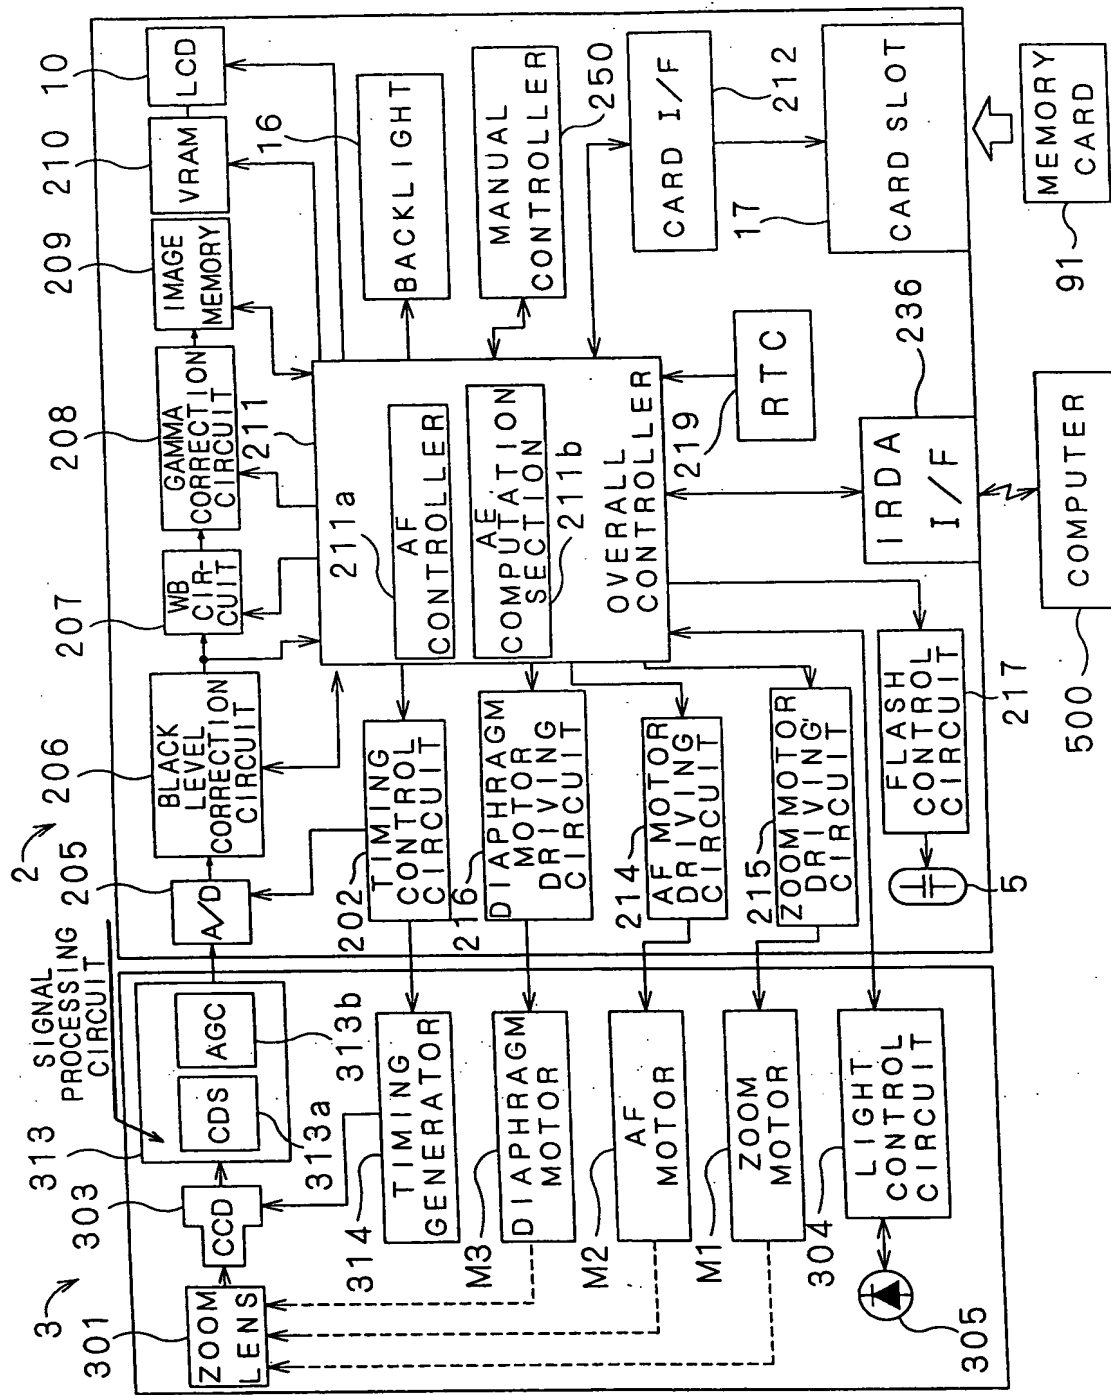 3
301
ZOOM
LENS
303
CCD
313
SIGNAL
PROCESSING
CIRCUIT
CDS
AGC
313a
313b
2
205
A/D
206
BLACK
LEVEL
CORRECTION
CIRCUIT
207
WB
CIR-
CUIT
208
GAMMA
CORRECTION
CIRCUIT
209
IMAGE
MEMORY
210
VRAM
10
LCD
211
211a
AF
CONTROLLER
AE
COMPUTATION
SECTION
211b
OVERALL
CONTROLLER
16
BACKLIGHT
MANUAL
CONTROLLER
250
CARD I/F
212
17
CARD SLOT
MEMORY
CARD
91
RTC
219
IRDA
I/F
236
COMPUTER
500
314
TIMING
GENERATOR
202
TIMING
CONTROL
CIRCUIT
M3
DIAPHRAGM
MOTOR
216
DIAPHRAGM
MOTOR
DRIVING
CIRCUIT
M2
AF
MOTOR
214
AF MOTOR
DRIVING
CIRCUIT
M1
ZOOM
MOTOR
215
ZOOM MOTOR
DRIVING
CIRCUIT
304
LIGHT
CONTROL
CIRCUIT
305
FLASH
CONTROL
CIRCUIT
217
5